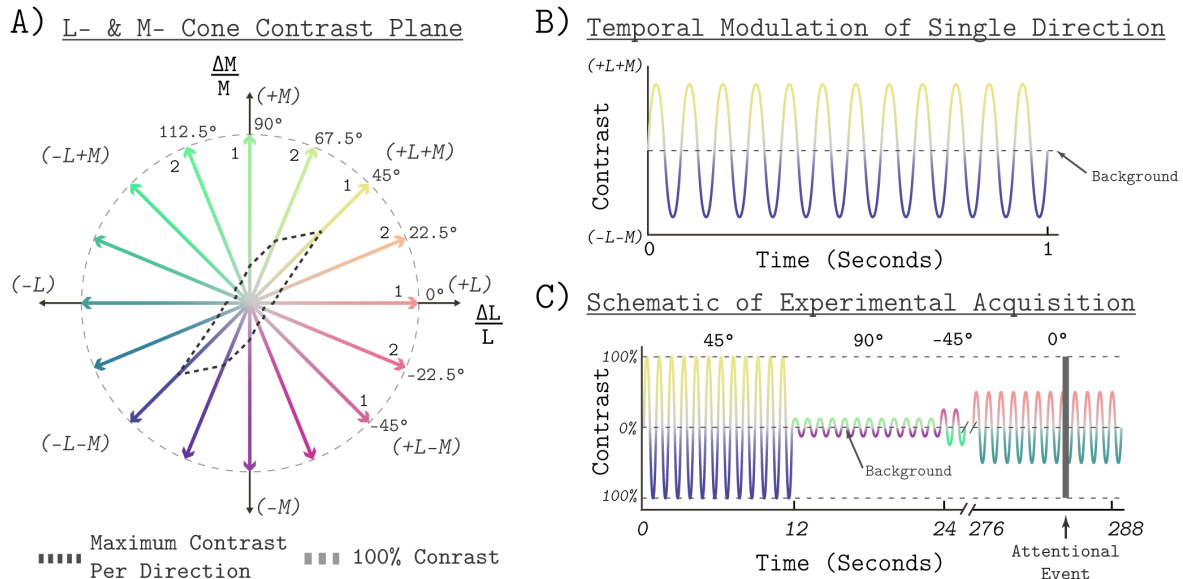 A) L- & M- Cone Contrast Plane
ΔM
M
(+M)
90°
112.5°
67.5°
(-L+M)
(+L+M)
2
1
2
1
45°
2
22.5°
(-L)
(+L)
1
0°
ΔL
L
2
-22.5°
1
-45°
(-L-M)
(+L-M)
(-M)
Maximum Contrast
Per Direction
100% Conrast
B) Temporal Modulation of Single Direction
(+L+M)
Contrast
Background
(-L-M)
0
1
Time (Seconds)
C) Schematic of Experimental Acquisition
45°
90°
-45°
0°
100%
Contrast
0%
Background
100%
0
12
24
276
288
Time (Seconds)
Attentional
Event